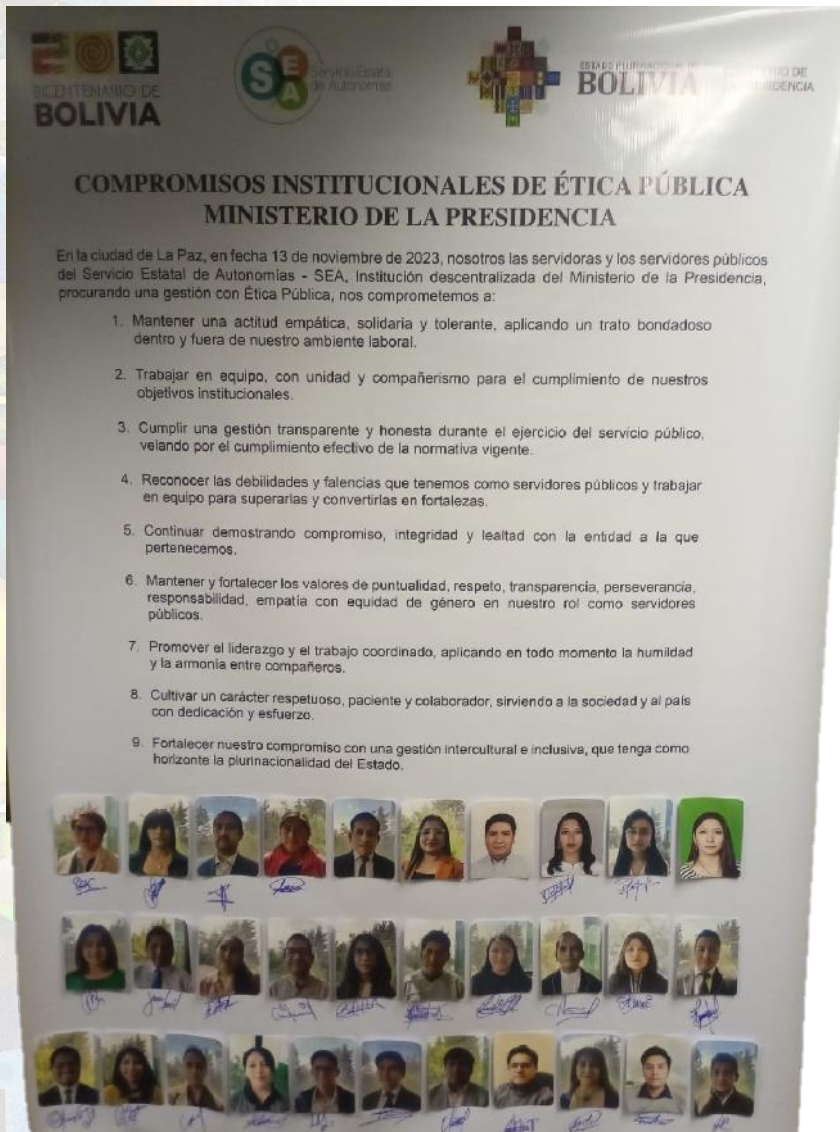 BICENTENARIO DE
BOLIVIA
SEA
Servicio Estatal
de Autonomías
ESTADO PLURINACIONAL DE
BOLIVIA
DE
COMPROMISOS INSTITUCIONALES DE ÉTICA PÚBLICA
MINISTERIO DE LA PRESIDENCIA
En la ciudad de La Paz, en fecha 13 de noviembre de 2023, nosotros las servidoras y los servidores públicos
del Servicio Estatal de Autonomías - SEA, Institución descentralizada del Ministerio de la Presidencia,
procurando una gestión con Ética Pública, nos comprometemos a:
1. Mantener una actitud empática, solidaria y tolerante, aplicando un trato bondadoso
dentro y fuera de nuestro ambiente laboral.
2. Trabajar en equipo, con unidad y compañerismo para el cumplimiento de nuestros
objetivos institucionales.
3. Cumplir una gestión transparente y honesta durante el ejercicio del servicio público,
velando por el cumplimiento efectivo de la normativa vigente.
4. Reconocer las debilidades y falencias que tenemos como servidores públicos y trabajar
en equipo para superarlas y convertirlas en fortalezas.
5. Continuar demostrando compromiso, integridad y lealtad con la entidad a la que
pertenecemos.
6. Mantener y fortalecer los valores de puntualidad, respeto, transparencia, perseverancia,
responsabilidad, empatía con equidad de género en nuestro rol como servidores
públicos.
7. Promover el liderazgo y el trabajo coordinado, aplicando en todo momento la humildad
y la armonía entre compañeros.
8. Cultivar un carácter respetuoso, paciente y colaborador, sirviendo a la sociedad y al país
con dedicación y esfuerzo.
9. Fortalecer nuestro compromiso con una gestión intercultural e inclusiva, que tenga como
horizonte la plurinacionalidad del Estado.